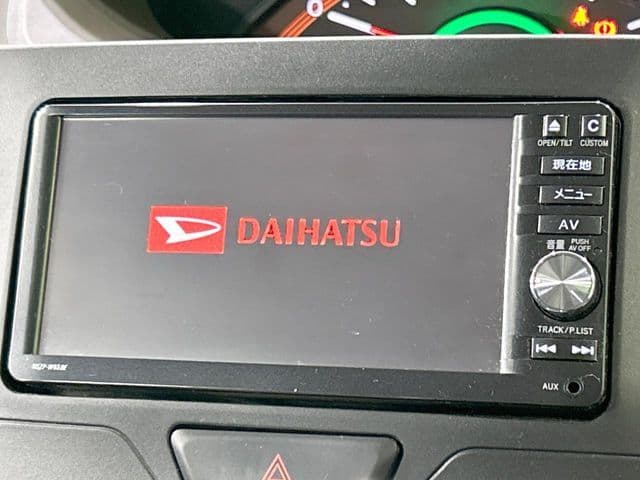 0
DAIHATSU
OPEN/TILT
C
CUSTOM
現在地
メニュー
AV
音量
PUSH
AV OFF
TRACK/P.LIST
AUX